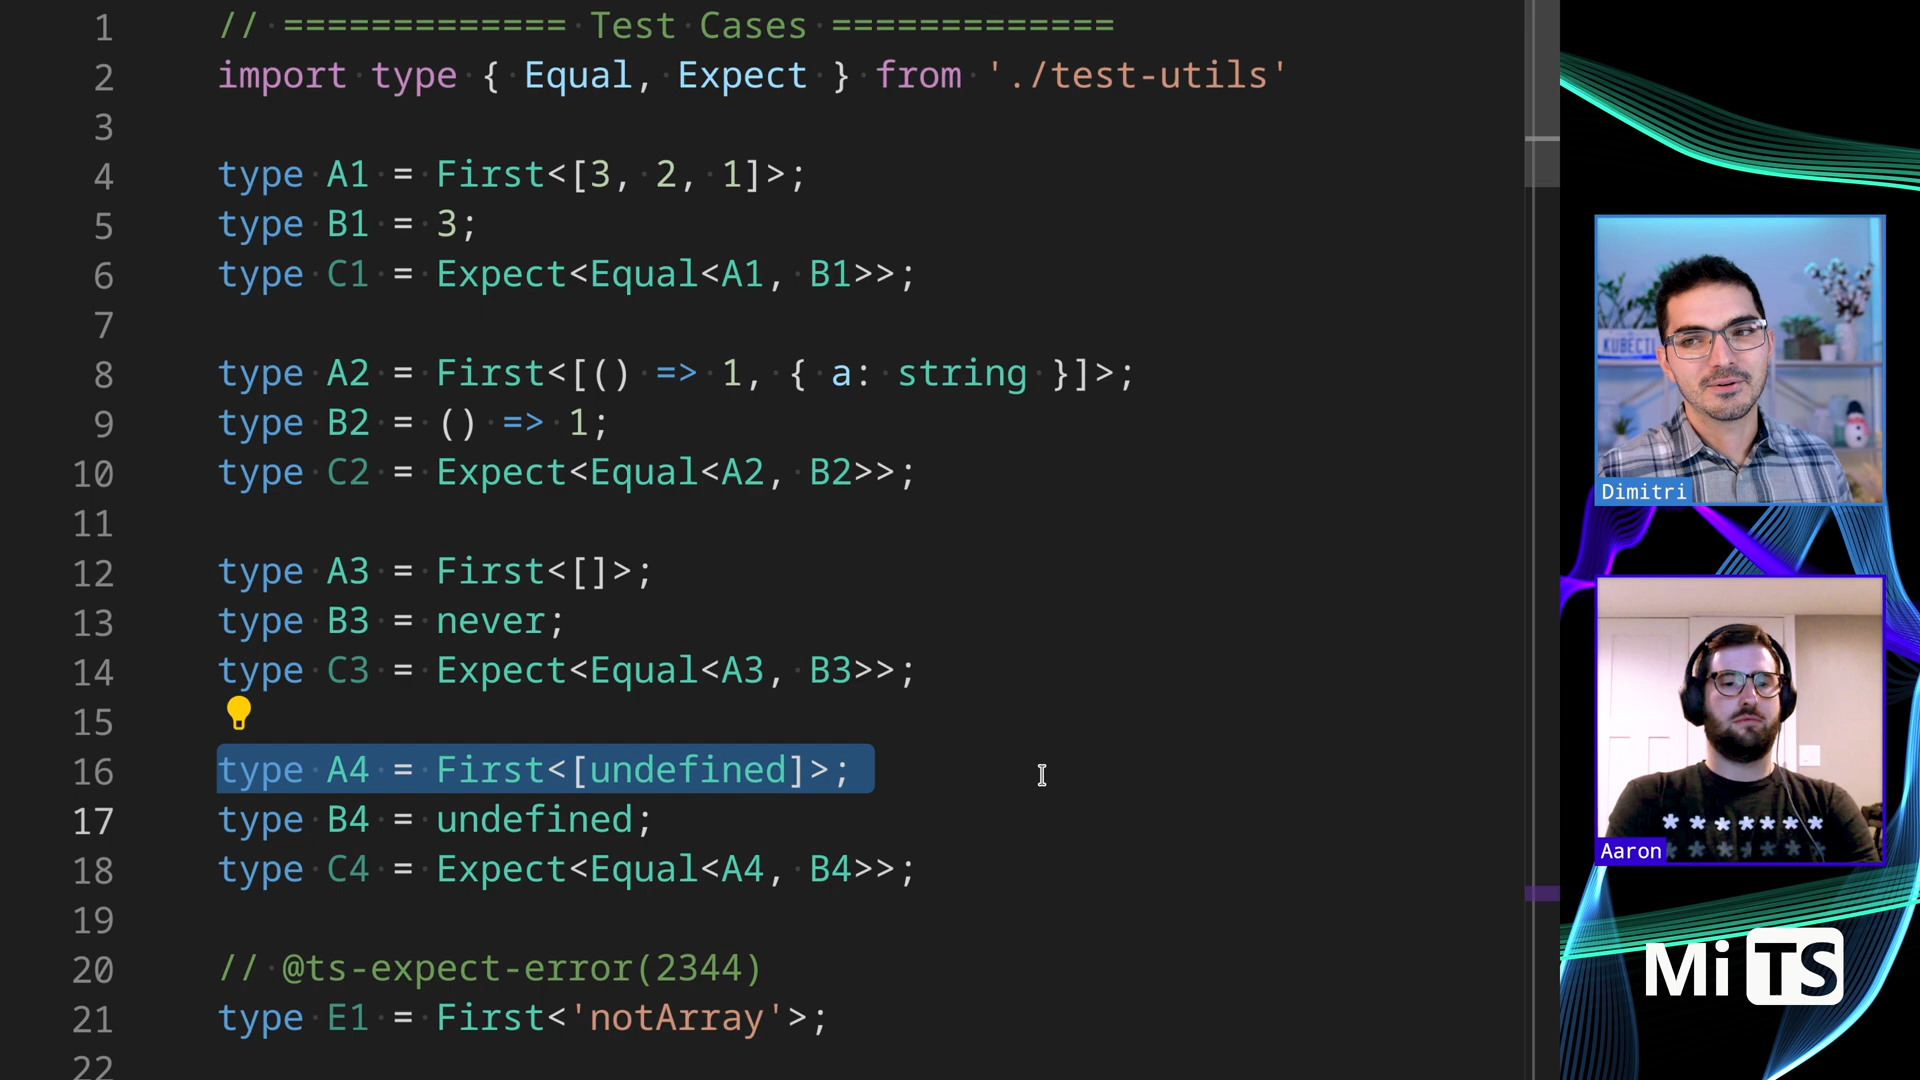 1 // ============= Test Cases =============
2 import type { Equal, Expect } from './test-utils'
3
4 type A1 = First<[3, 2, 1]>;
5 type B1 = 3;
6 type C1 = Expect<Equal<A1, B1>>;
7
8 type A2 = First<[() => 1, { a: string }]>;
9 type B2 = () => 1;
10 type C2 = Expect<Equal<A2, B2>>;
11
12 type A3 = First<[]>;
13 type B3 = never;
14 type C3 = Expect<Equal<A3, B3>>;
15
16 type A4 = First<[undefined]>;
17 type B4 = undefined;
18 type C4 = Expect<Equal<A4, B4>>;
19
20 // @ts-expect-error(2344)
21 type E1 = First<'notArray'>;
22
Dimitri
* * * * * * *
Aaron
Mi TS